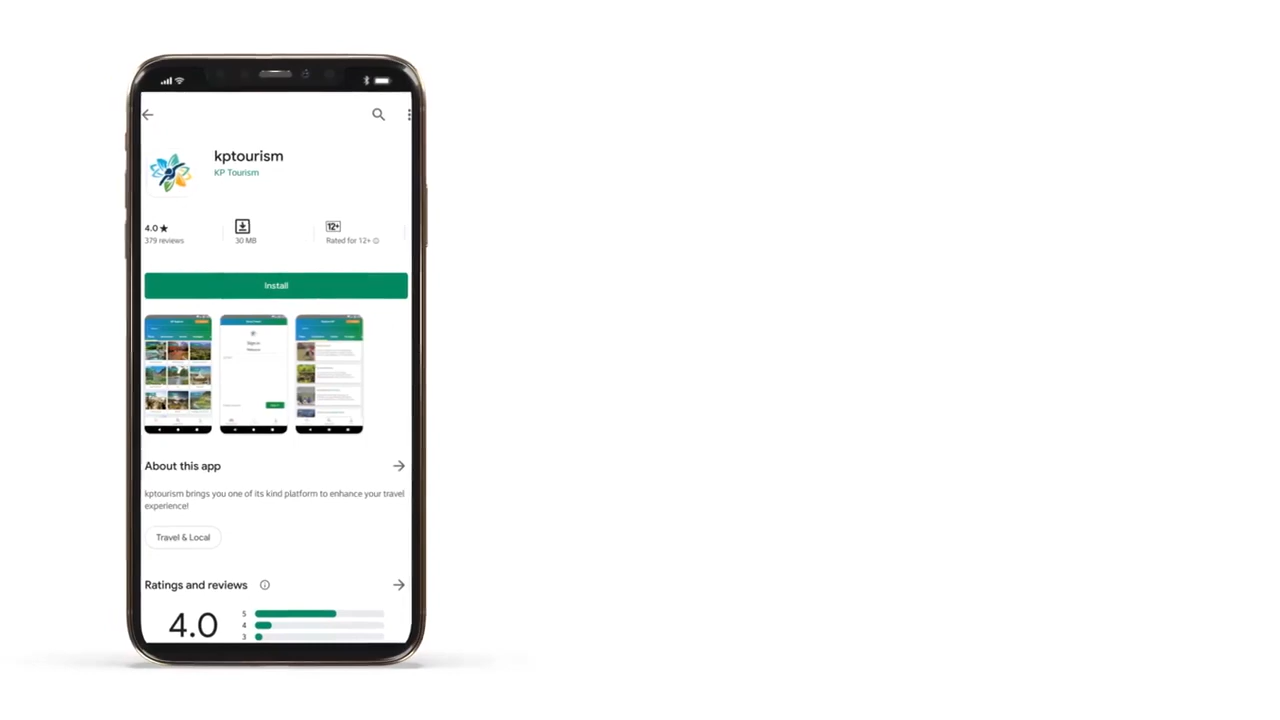 kptourism
KP Tourism
4.0★
379 reviews
30 MB
12+
Rated for 12+
Install
About this app
kptourism brings you one of its kind platform to enhance your travel
experience!
Travel & Local
Ratings and reviews
4.0
5
4
3